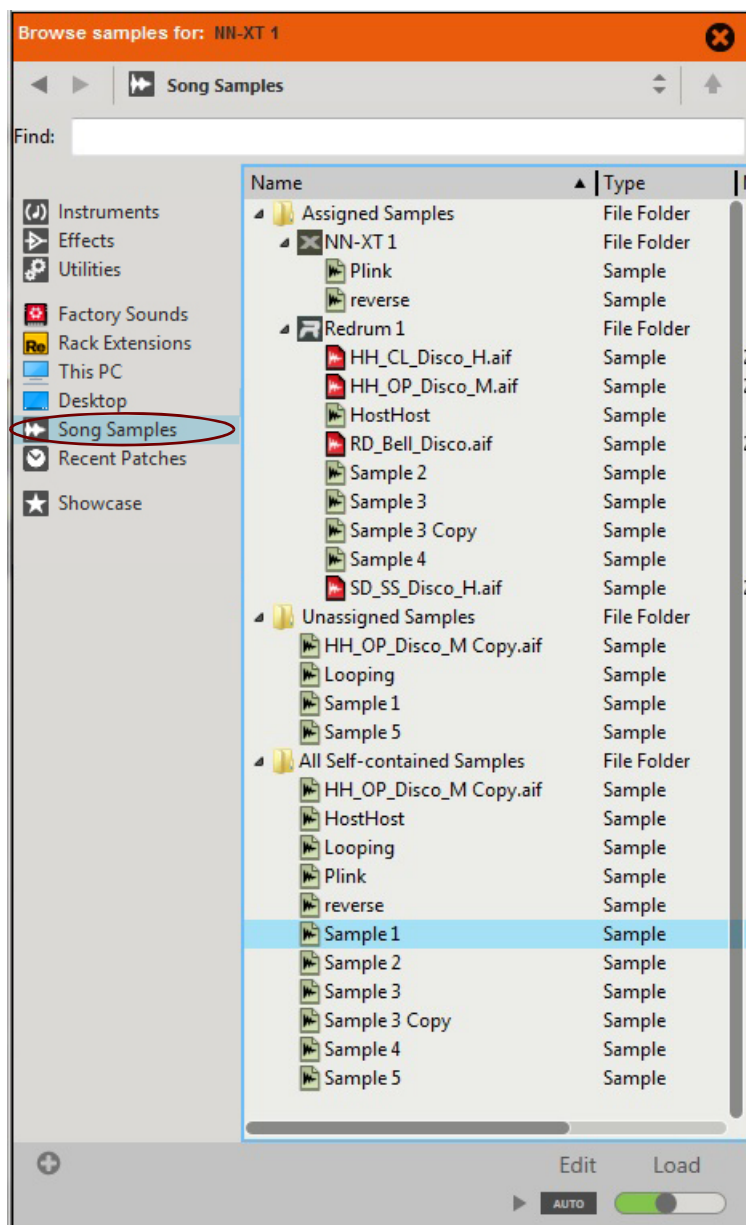 Browse samples for: NN-XT 1
Song Samples
Find:
Instruments
Effects
Utilities
Factory Sounds
Re Rack Extensions
This PC
Desktop
Song Samples
Recent Patches
Showcase
Name Type
Assigned Samples File Folder
NN-XT 1 File Folder
Plink Sample
reverse Sample
Redrum 1 File Folder
HH_CL_Disco_H.aif Sample
HH_OP_Disco_M.aif Sample
HostHost Sample
RD_Bell_Disco.aif Sample
Sample 2 Sample
Sample 3 Sample
Sample 3 Copy Sample
Sample 4 Sample
SD_SS_Disco_H.aif Sample
Unassigned Samples File Folder
HH_OP_Disco_M Copy.aif Sample
Looping Sample
Sample 1 Sample
Sample 5 Sample
All Self-contained Samples File Folder
HH_OP_Disco_M Copy.aif Sample
HostHost Sample
Looping Sample
Plink Sample
reverse Sample
Sample 1 Sample
Sample 2 Sample
Sample 3 Sample
Sample 3 Copy Sample
Sample 4 Sample
Sample 5 Sample
Edit Load
AUTO